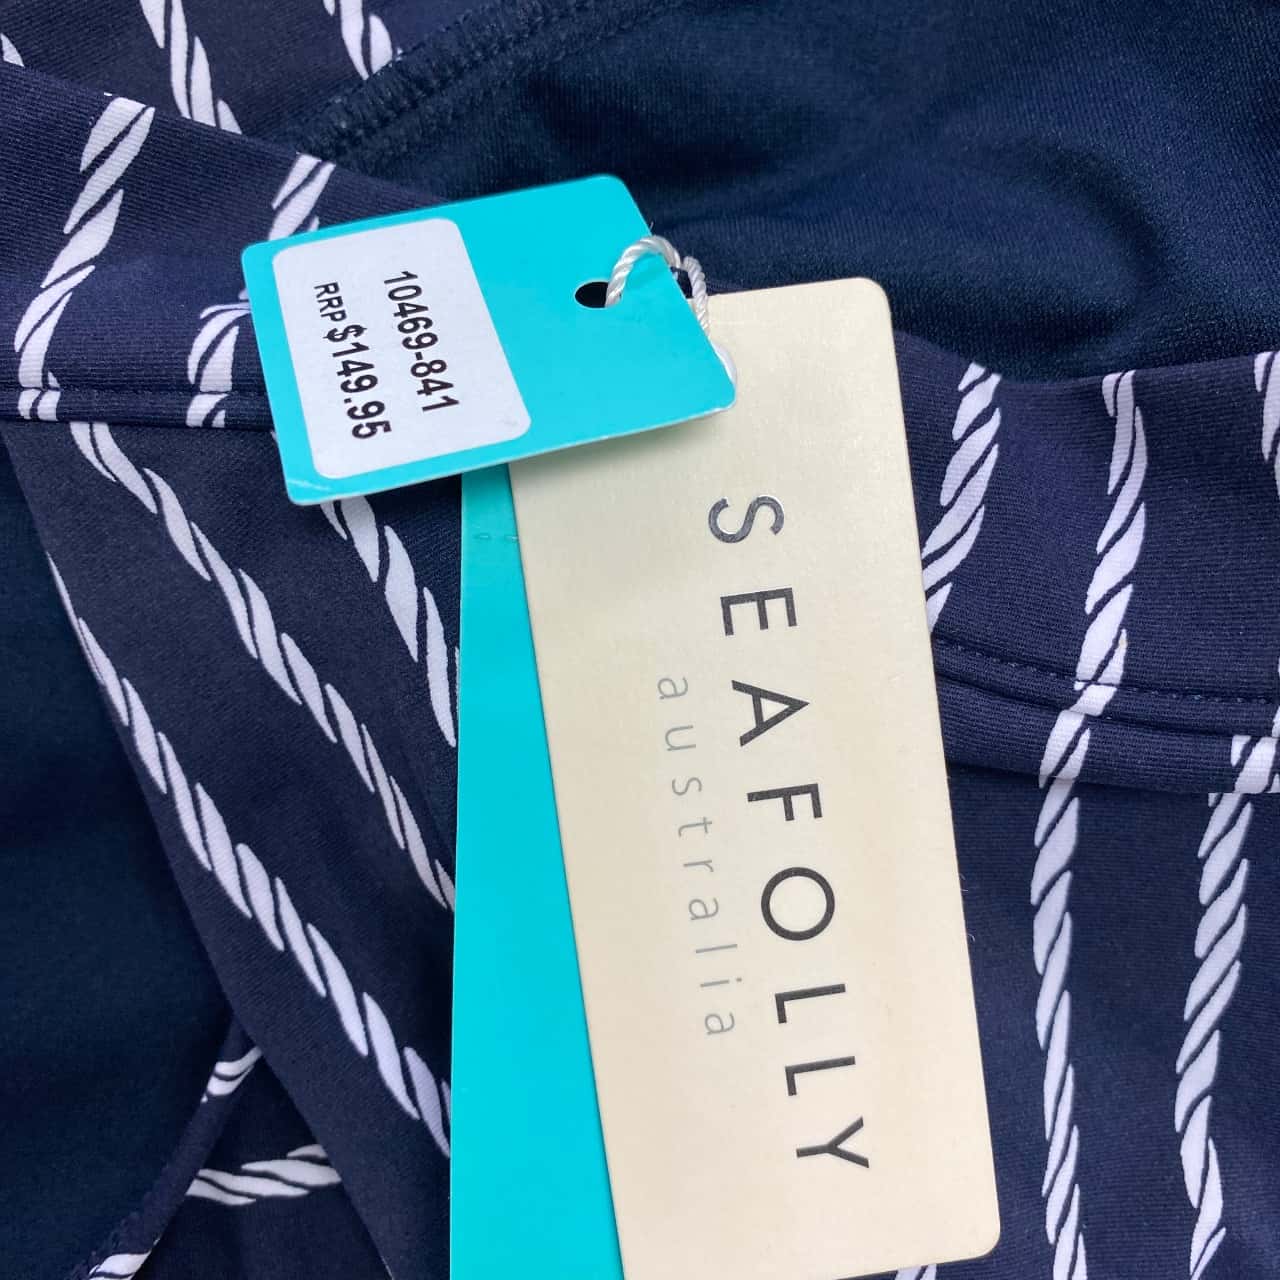 10469-841
RRP $149.95
SEAFOLLY
australia